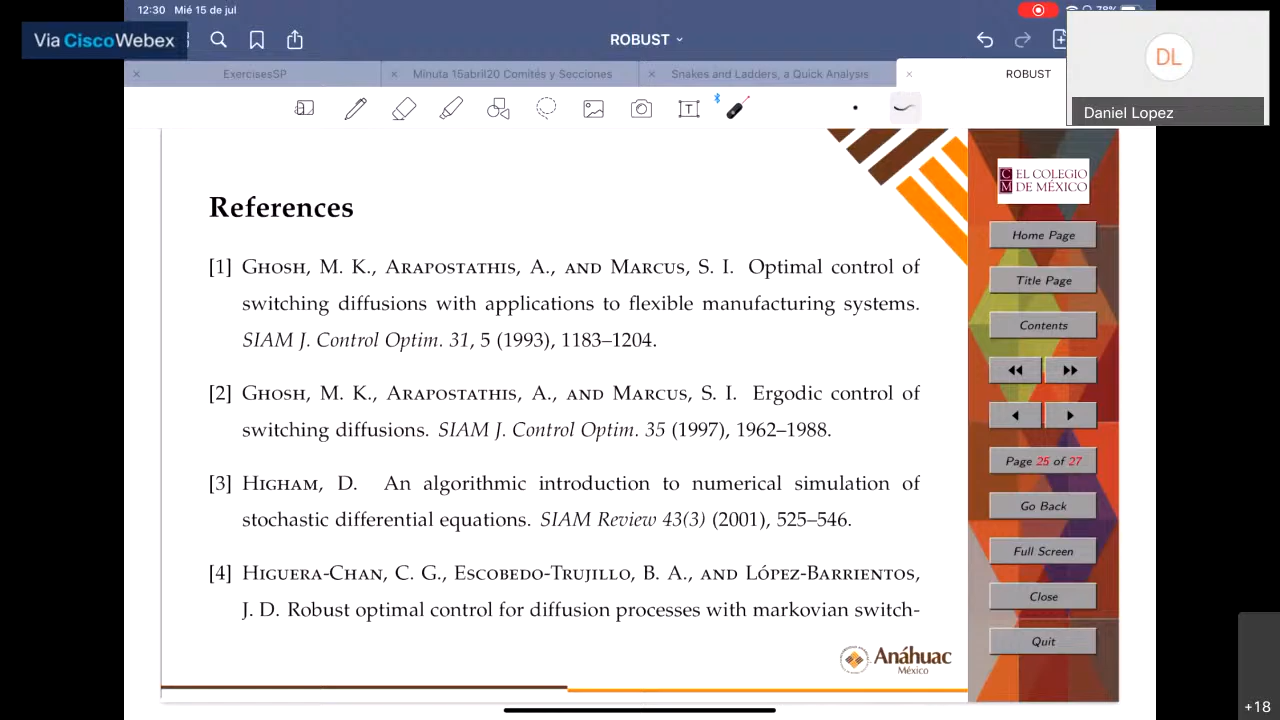 12:30 Mié 15 de jul
78%
Via CiscoWebex
ROBUST
ExercisesSP
Minuta 15abril20 Comités y Secciones
Snakes and Ladders, a Quick Analysis
ROBUST
T
DL
Daniel Lopez
References
[1] Ghosh, M. K., Arapostathis, A., and Marcus, S. I. Optimal control of
switching diffusions with applications to flexible manufacturing systems.
SIAM J. Control Optim. 31, 5 (1993), 1183–1204.
[2] Ghosh, M. K., Arapostathis, A., and Marcus, S. I. Ergodic control of
switching diffusions. SIAM J. Control Optim. 35 (1997), 1962–1988.
[3] Higham, D. An algorithmic introduction to numerical simulation of
stochastic differential equations. SIAM Review 43(3) (2001), 525–546.
[4] Higuera-Chan, C. G., Escobedo-Trujillo, B. A., and López-Barrientos,
J. D. Robust optimal control for diffusion processes with markovian switch-
Anáhuac
México
CM EL COLEGIO
DE MÉXICO
Home Page
Title Page
Contents
Page 25 of 27
Go Back
Full Screen
Close
Quit
+18